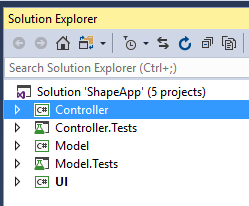 Solution Explorer
Search Solution Explorer (Ctrl+;)
Solution 'ShapeApp' (5 projects)
C# Controller
Controller.Tests
C# Model
Model.Tests
C# UI